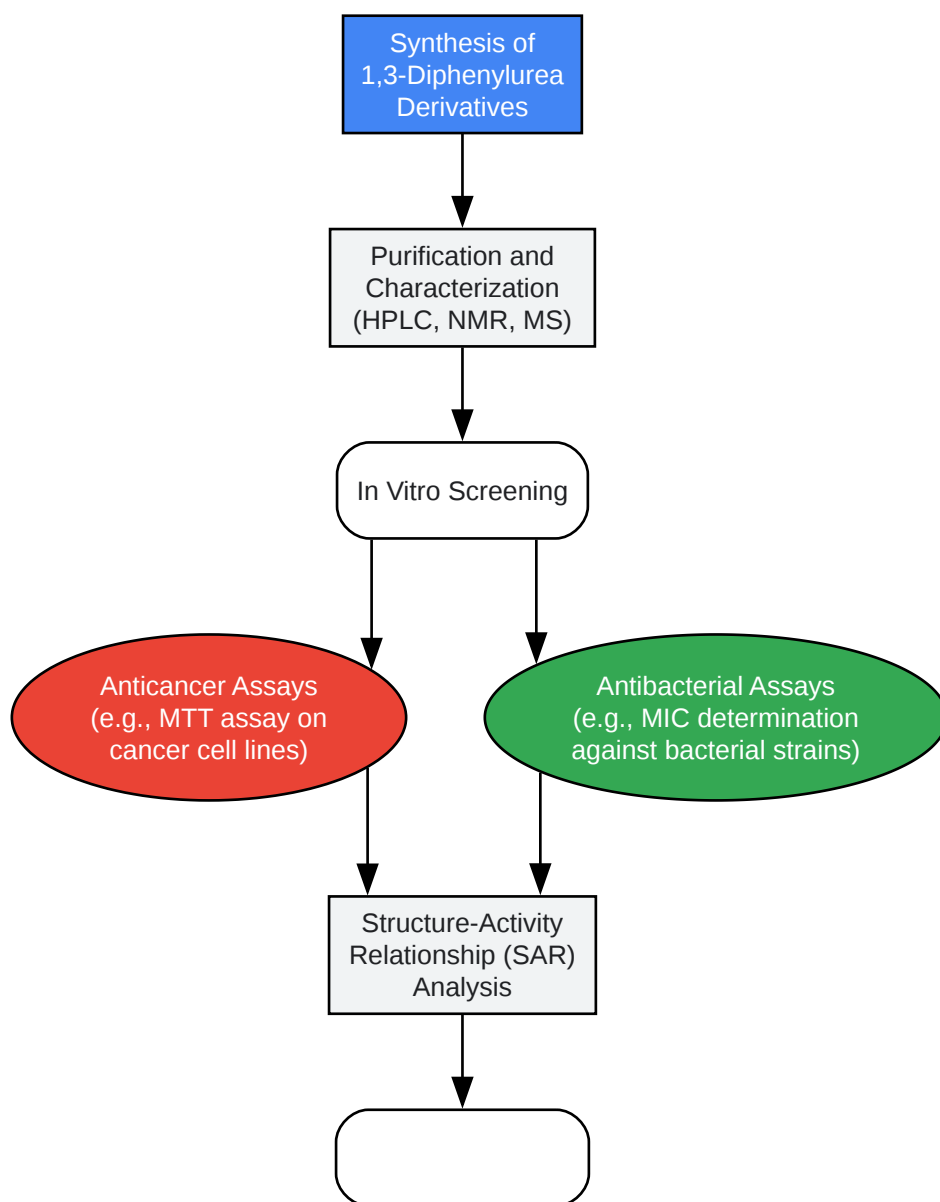 Synthesis of
1,3-Diphenylurea
Derivatives
Purification and
Characterization
(HPLC, NMR, MS)
In Vitro Screening
Anticancer Assays
(e.g., MTT assay on
cancer cell lines)
Antibacterial Assays
(e.g., MIC determination
against bacterial strains)
Structure-Activity
Relationship (SAR)
Analysis